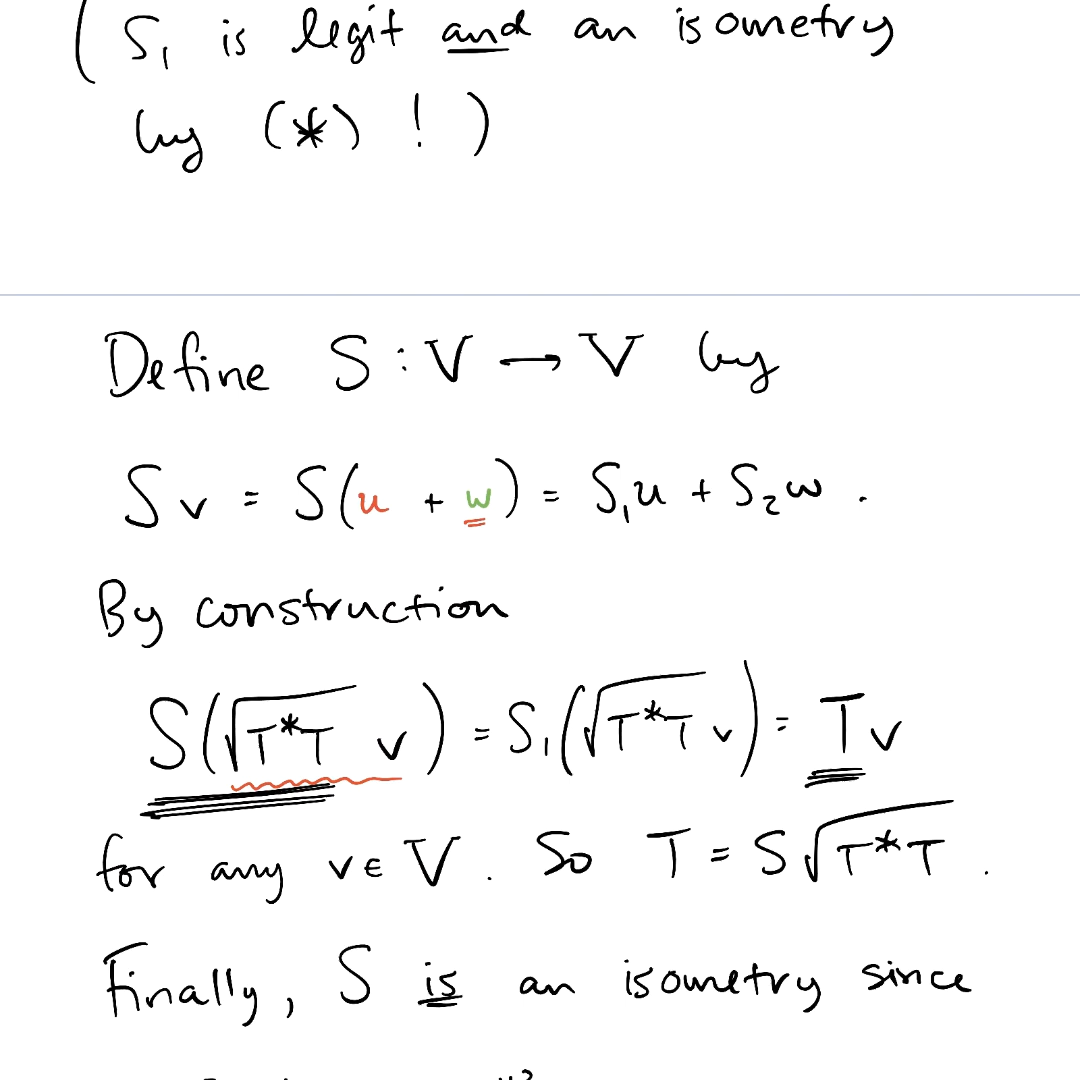 ( S₁ is legit and an isometry
by (*) ! )
Define S : V → V by
Sv = S(u + w) = S₁u + S₂w .
By construction
S(√T*T v) = S₁(√T*T v) = Tv
for any v ∈ V . So T = S√T*T .
Finally, S is an isometry since